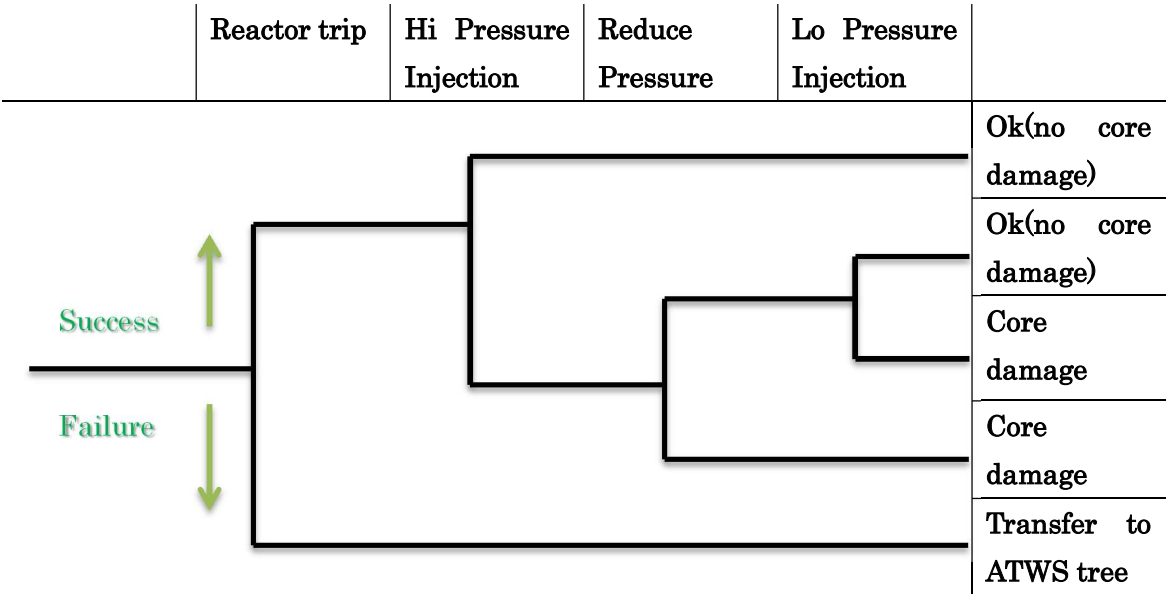 Reactor trip
Hi Pressure
Injection
Reduce
Pressure
Lo Pressure
Injection
Ok(no core
damage)
Ok(no core
damage)
Success
Core
damage
Failure
Core
damage
Transfer to
ATWS tree